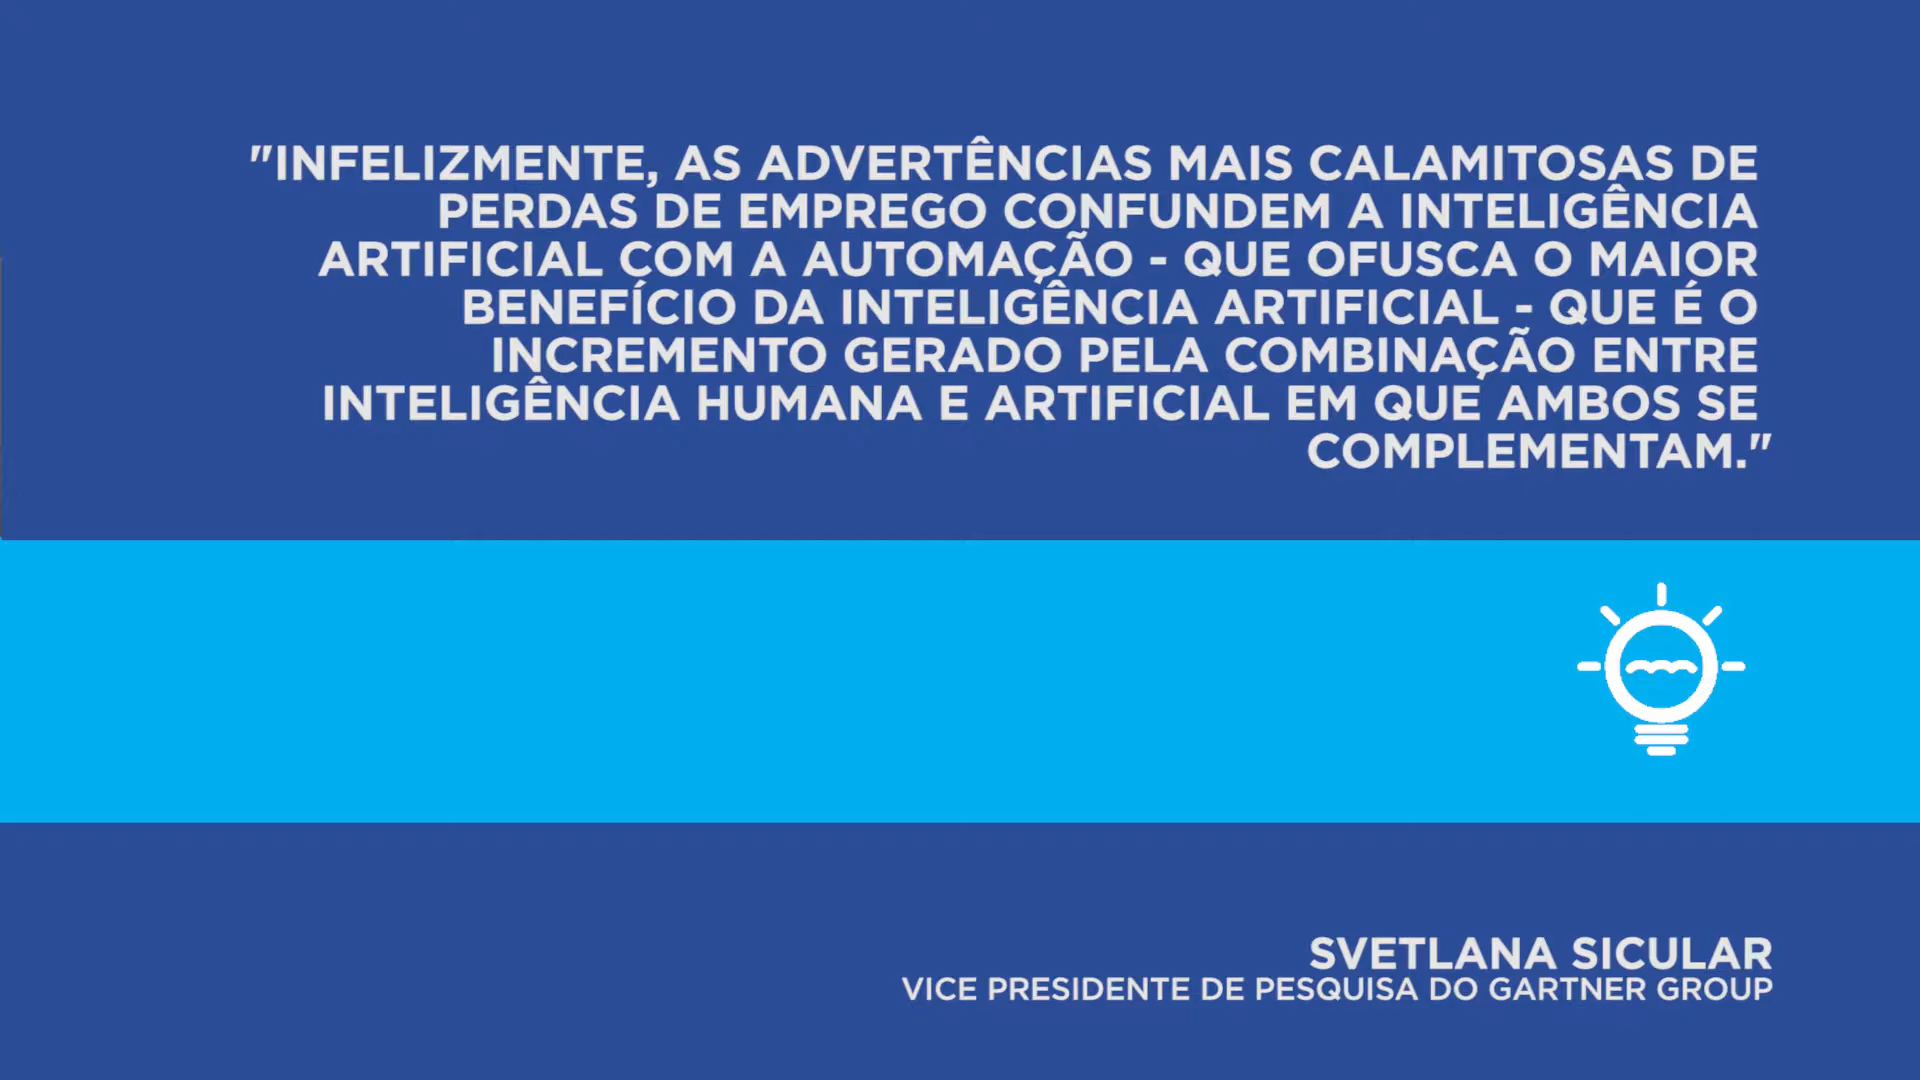 "INFELIZMENTE, AS ADVERTÊNCIAS MAIS CALAMITOSAS DE
PERDAS DE EMPREGO CONFUNDEM A INTELIGÊNCIA
ARTIFICIAL COM A AUTOMAÇÃO - QUE OFUSCA O MAIOR
BENEFÍCIO DA INTELIGÊNCIA ARTIFICIAL - QUE É O
INCREMENTO GERADO PELA COMBINAÇÃO ENTRE
INTELIGÊNCIA HUMANA E ARTIFICIAL EM QUE AMBOS SE
COMPLEMENTAM."
SVETLANA SICULAR
VICE PRESIDENTE DE PESQUISA DO GARTNER GROUP